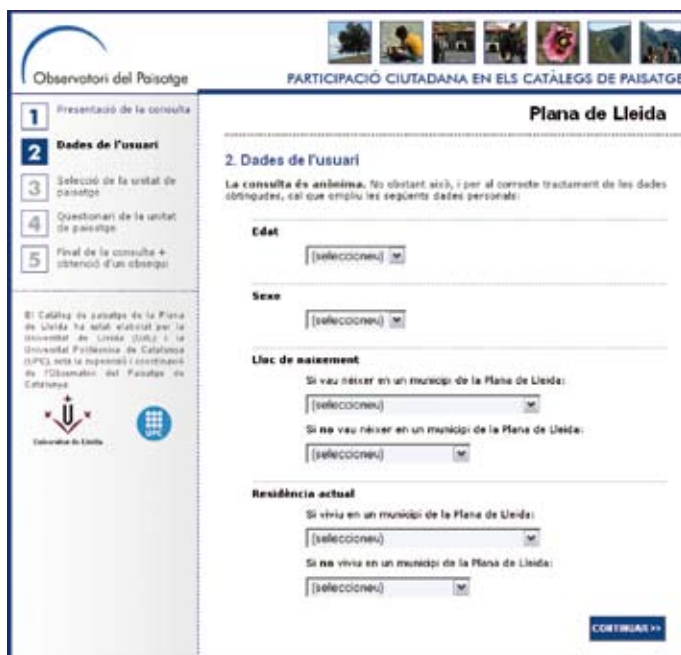 Observatori del Paisatge
PARTICIPACIÓ CIUTADANA EN ELS CATÀLEGS DE PAISATGE
1 Presentació de la consulta
2 Dades de l'usuari
3 Selecció de la unitat de
paisatge
4 Qüestionari de la unitat
de paisatge
5 Final de la consulta +
obtenció d'un obsequi
El Catàleg de paisatge de la Plana
de Lleida ha estat elaborat per la
Universitat de Lleida (UdL) i la
Universitat Politècnica de Catalunya
(UPC), sota la supervisió i coordinació
de l'Observatori del Paisatge de
Catalunya
Universitat de Lleida
UPC
Plana de Lleida
2. Dades de l'usuari
La consulta és anònima. No obstant això, i per al correcte tractament de les dades
obtingudes, cal que empliu les següents dades personals:
Edat
(seleccioneu)
Sexe
(seleccioneu)
Lloc de naixement
Si vau néixer en un municipi de la Plana de Lleida:
(seleccioneu)
Si no vau néixer en un municipi de la Plana de Lleida:
(seleccioneu)
Residència actual
Si viviu en un municipi de la Plana de Lleida:
(seleccioneu)
Si no viviu en un municipi de la Plana de Lleida:
(seleccioneu)
CONTINUAR >>